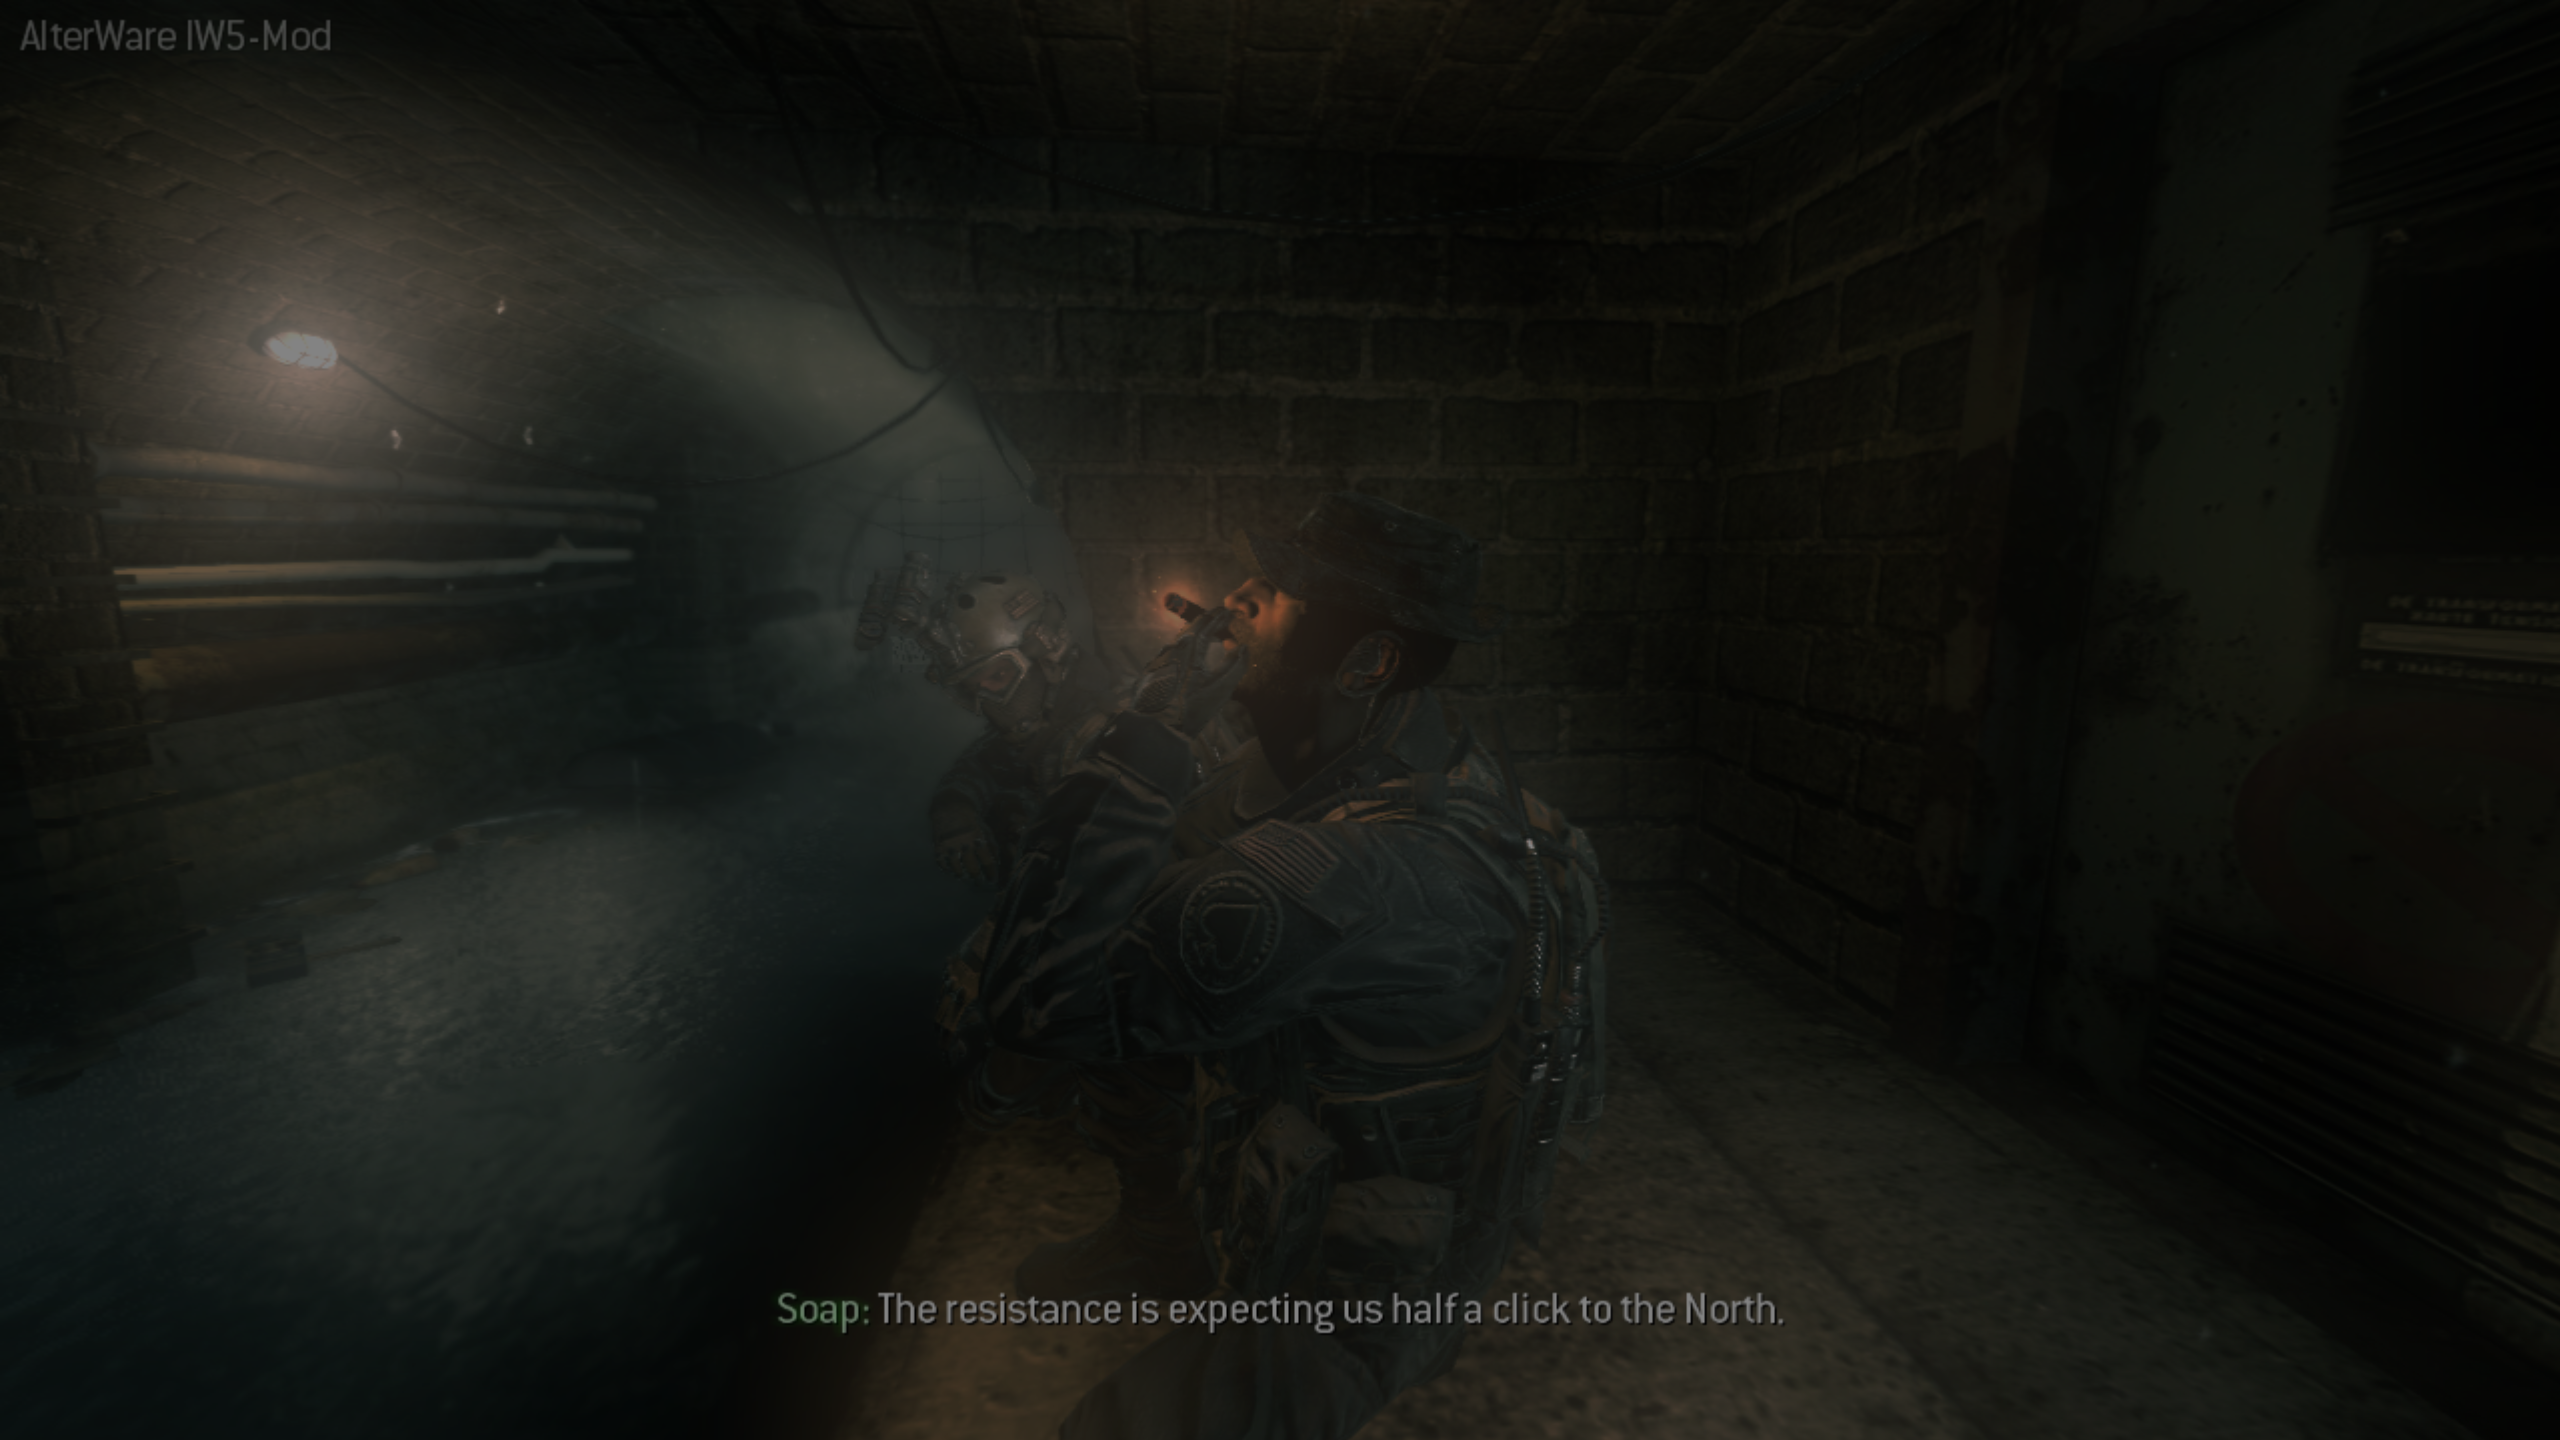 AlterWare IW5-Mod
Soap: The resistance is expecting us half a click to the North.